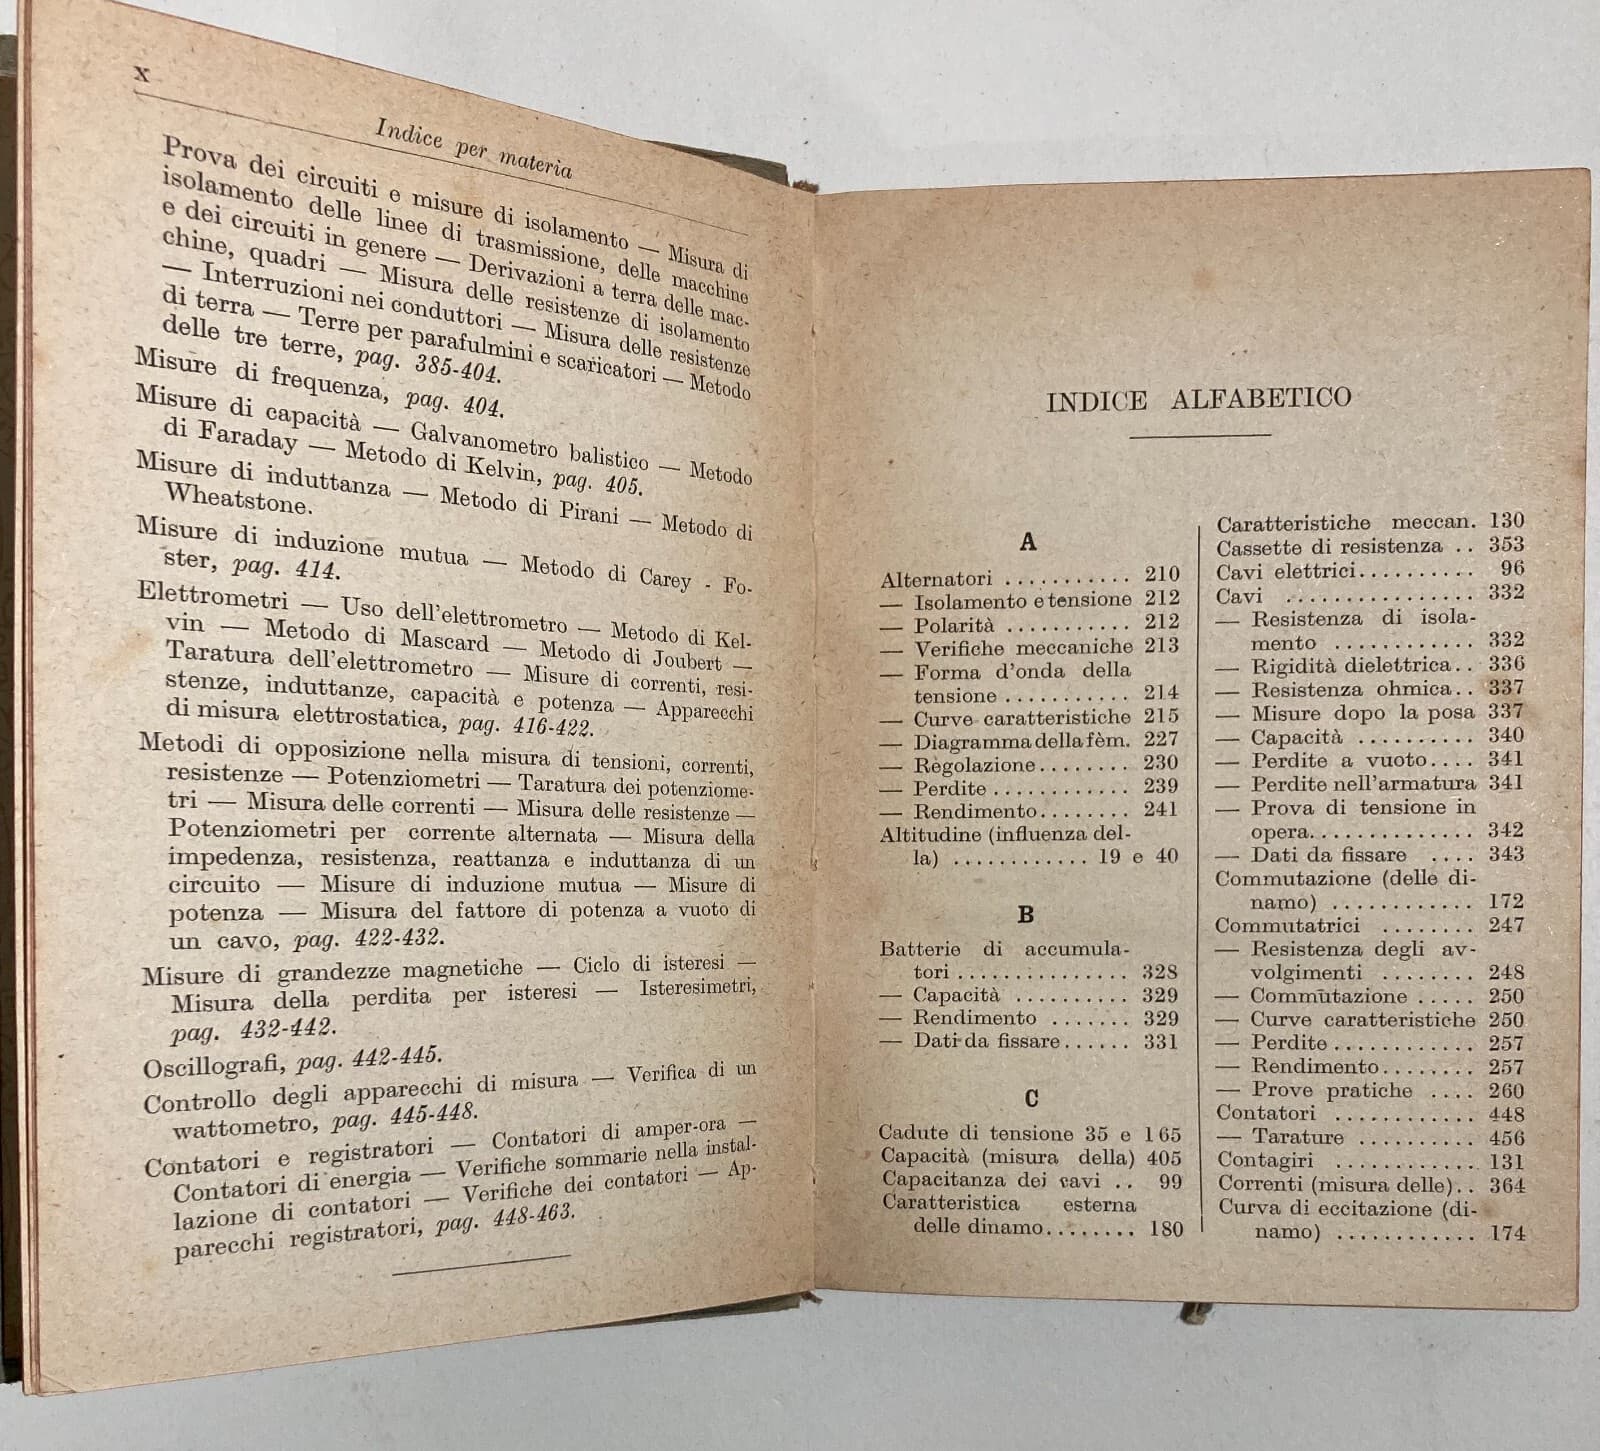 x
Indice per materia
Prova dei circuiti e misure di isolamento — Misura di
isolamento delle linee di trasmissione, delle macchine
e dei circuiti in genere — Derivazioni a terra delle mac-
chine, quadri — Misura delle resistenze di isolamento
— Interruzioni nei conduttori — Misura delle resistenze
di terra — Terre per parafulmini e scaricatori — Metodo
delle tre terre, pag. 385-404.
Misure di frequenza, pag. 404.
Misure di capacità — Galvanometro balistico — Metodo
di Faraday — Metodo di Kelvin, pag. 405.
Misure di induttanza — Metodo di Pirani — Metodo di
Wheatstone.
Misure di induzione mutua — Metodo di Carey - Fo-
ster, pag. 414.
Elettrometri — Uso dell'elettrometro — Metodo di Kel-
vin — Metodo di Mascard — Metodo di Joubert —
Taratura dell'elettrometro — Misure di correnti, resi-
stenze, induttanze, capacità e potenza — Apparecchi
di misura elettrostatica, pag. 416-422.
Metodi di opposizione nella misura di tensioni, correnti,
resistenze — Potenziometri — Taratura dei potenziome-
tri — Misura delle correnti — Misura delle resistenze —
Potenziometri per corrente alternata — Misura della
impedenza, resistenza, reattanza e induttanza di un
circuito — Misure di induzione mutua — Misure di
potenza — Misura del fattore di potenza a vuoto di
un cavo, pag. 422-432.
Misure di grandezze magnetiche — Ciclo di isteresi —
Misura della perdita per isteresi — Isteresimetri,
pag. 432-442.
Oscillografi, pag. 442-445.
Controllo degli apparecchi di misura — Verifica di un
wattometro, pag. 445-448.
Contatori e registratori — Contatori di amper-ora —
Contatori di energia — Verifiche sommarie nella instal-
lazione di contatori — Verifiche dei contatori — Ap-
parecchi registratori, pag. 448-463.
INDICE ALFABETICO
A
Alternatori ........... 210
— Isolamento e tensione 212
— Polarità ........... 212
— Verifiche meccaniche 213
— Forma d'onda della
tensione ........... 214
— Curve caratteristiche 215
— Diagramma della fèm. 227
— Règolazione........ 230
— Perdite ........... 239
— Rendimento........ 241
Altitudine (influenza del-
la) ............ 19 e 40
B
Batterie di accumula-
tori ............... 328
— Capacità .......... 329
— Rendimento ....... 329
— Dati da fissare...... 331
C
Cadute di tensione 35 e 165
Capacità (misura della) 405
Capacitanza dei cavi .. 99
Caratteristica esterna
delle dinamo........ 180
Caratteristiche meccan. 130
Cassette di resistenza .. 353
Cavi elettrici.......... 96
Cavi ................ 332
— Resistenza di isola-
mento ............ 332
— Rigidità dielettrica.. 336
— Resistenza ohmica.. 337
— Misure dopo la posa 337
— Capacità .......... 340
— Perdite a vuoto.... 341
— Perdite nell'armatura 341
— Prova di tensione in
opera.............. 342
— Dati da fissare .... 343
Commutazione (delle di-
namo) ............ 172
Commutatrici ........ 247
— Resistenza degli av-
volgimenti ........ 248
— Commutazione ..... 250
— Curve caratteristiche 250
— Perdite ............ 257
— Rendimento........ 257
— Prove pratiche .... 260
Contatori ............ 448
— Tarature .......... 456
Contagiri ............ 131
Correnti (misura delle).. 364
Curva di eccitazione (di-
namo) ............ 174